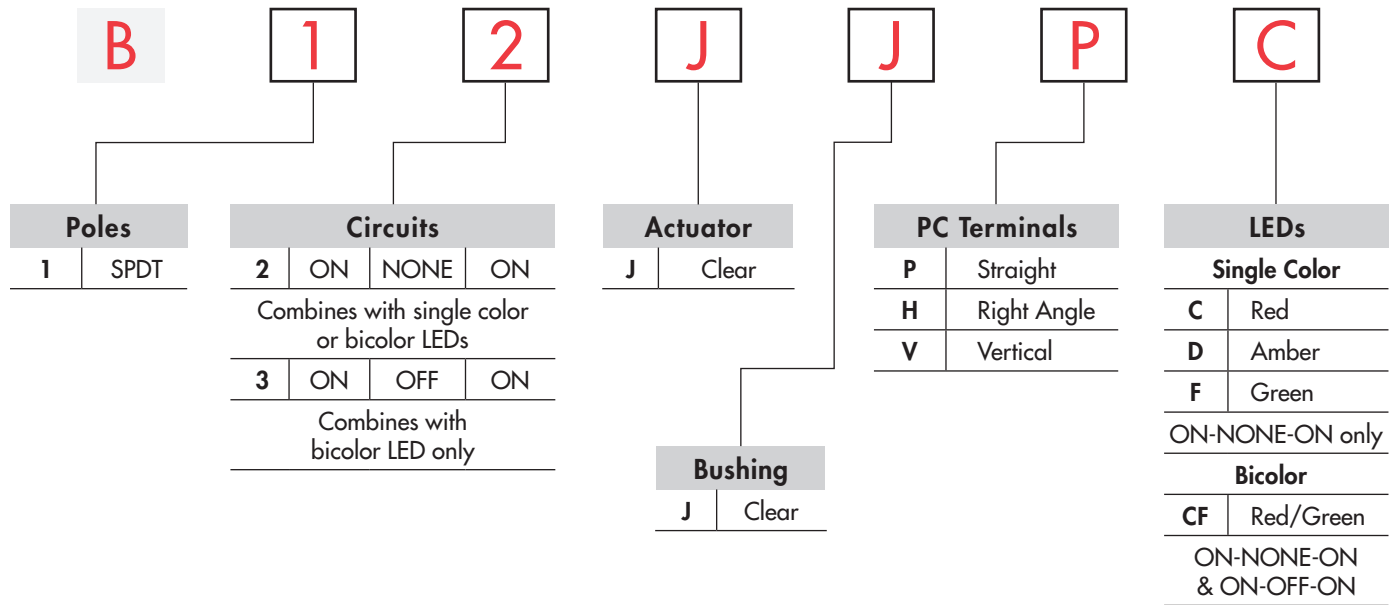 B 1 2 J J P C
Poles
1 SPDT
Circuits
2 ON NONE ON
Combines with single color
or bicolor LEDs
3 ON OFF ON
Combines with
bicolor LED only
Actuator
J Clear
Bushing
J Clear
PC Terminals
P Straight
H Right Angle
V Vertical
LEDs
Single Color
C Red
D Amber
F Green
ON-NONE-ON only
Bicolor
CF Red/Green
ON-NONE-ON
& ON-OFF-ON